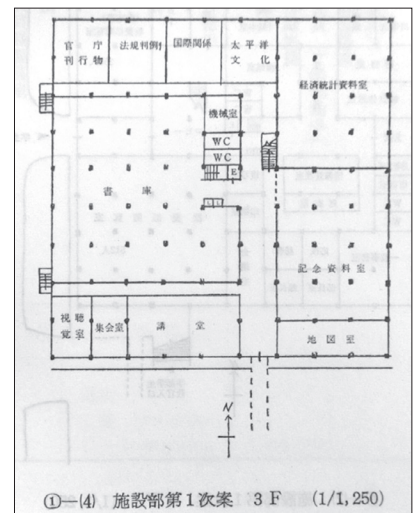 官 庁
刊 行 物
法規判例
国際関係
太 平 洋
文 化
経済統計資料室
機械室
WC
WC
E
書 庫
記念資料室
視 聴
覚 室
集会室
講 堂
地 図 室
N
①―(4) 施設部第1次案 3F (1/1,250)